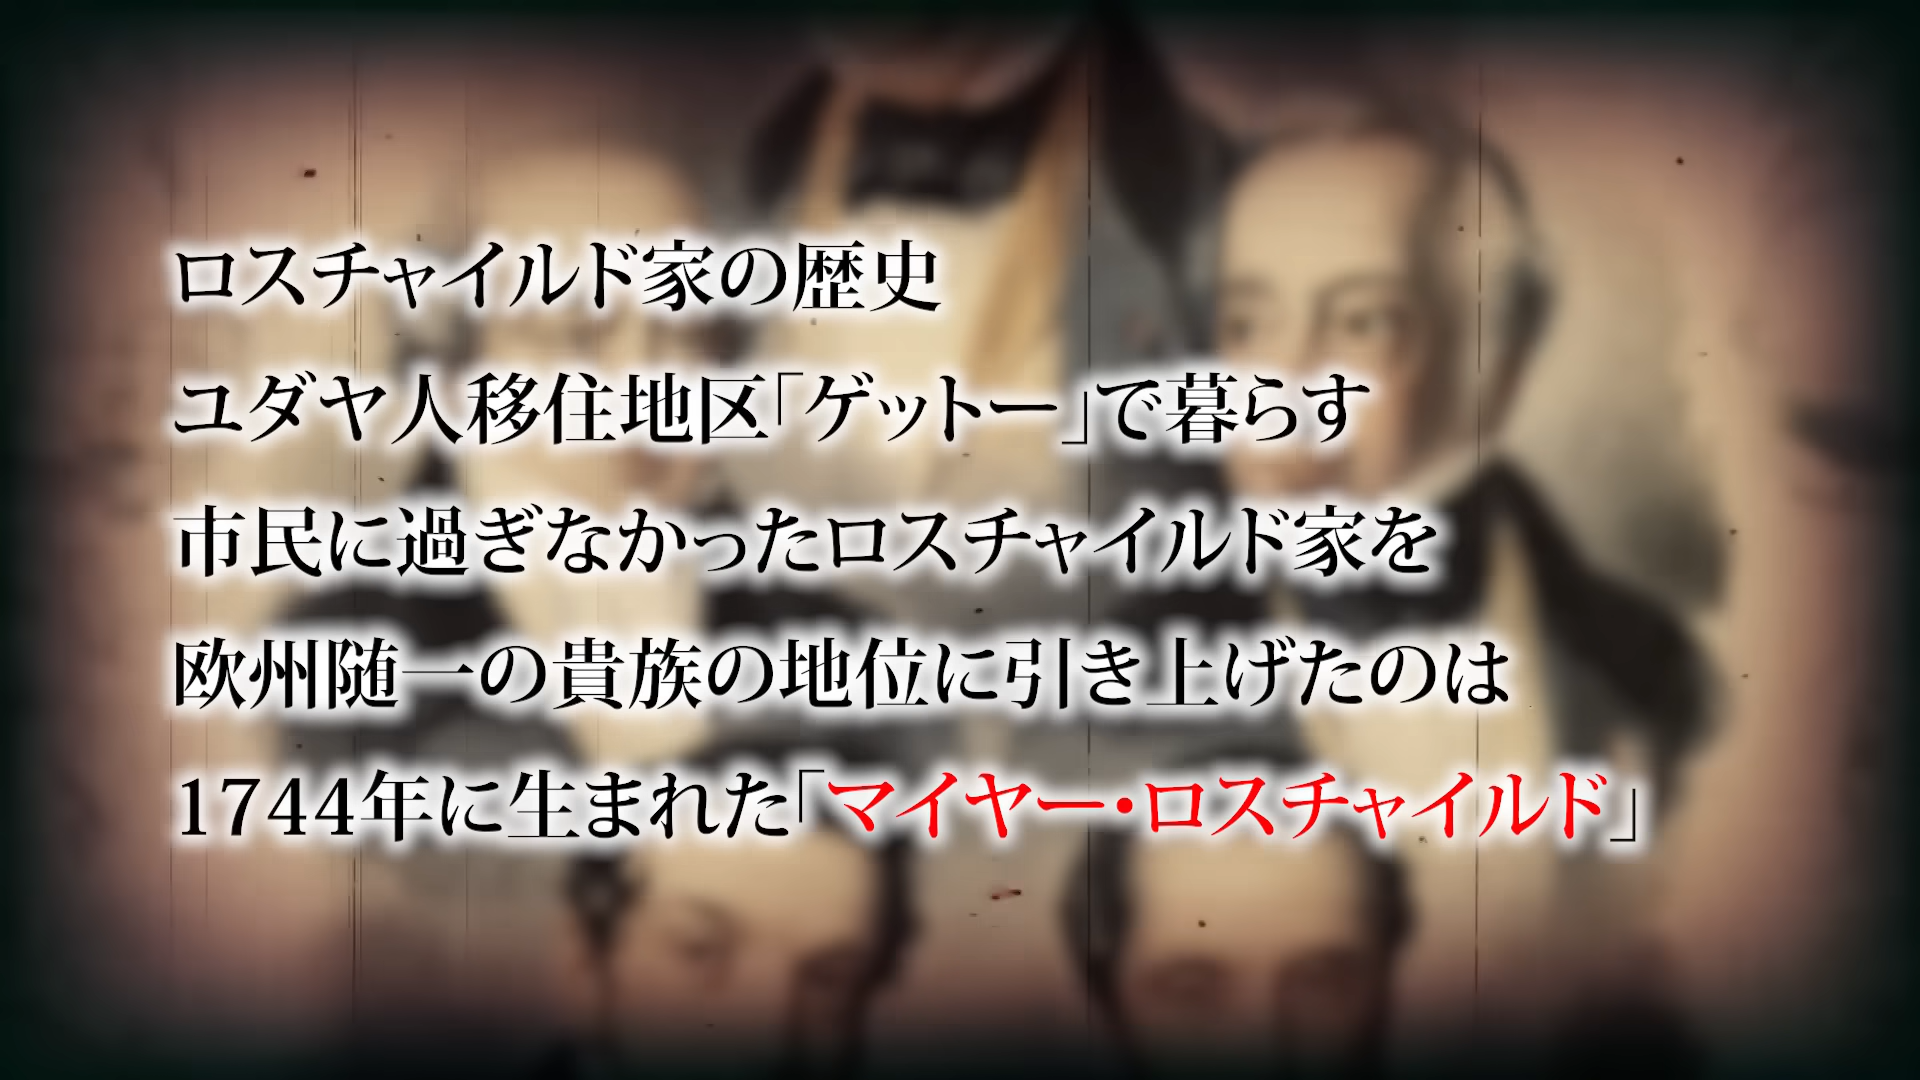 ロスチャイルド家の歴史
ユダヤ人移住地区「ゲットー」で暮らす
市民に過ぎなかったロスチャイルド家を
欧州随一の貴族の地位に引き上げたのは
1744年に生まれた「マイヤー・ロスチャイルド」